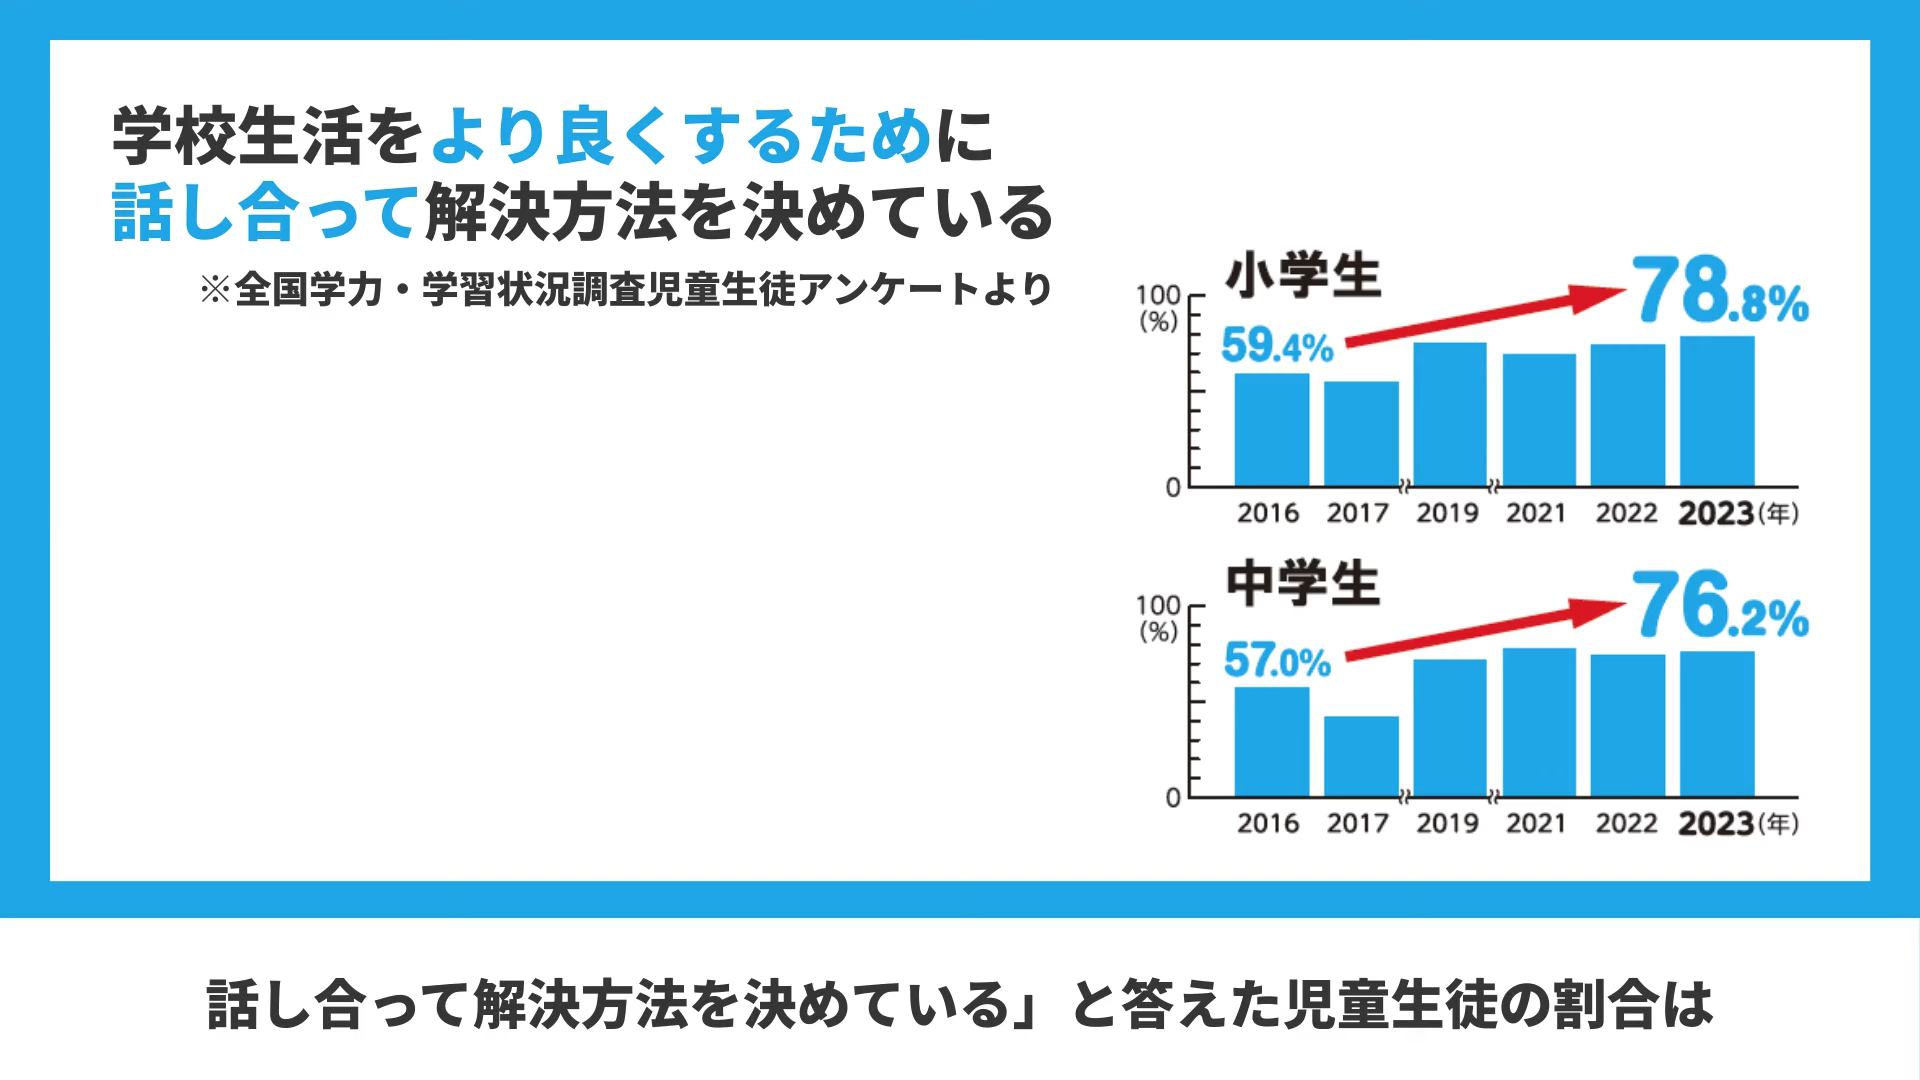 学校生活をより良くするために
話し合って解決方法を決めている
※全国学力・学習状況調査児童生徒アンケートより
小学生
100
(%)
59.4%
78.8%
0
2016 2017 2019 2021 2022 2023(年)
中学生
100
(%)
57.0%
76.2%
0
2016 2017 2019 2021 2022 2023(年)
話し合って解決方法を決めている」と答えた児童生徒の割合は